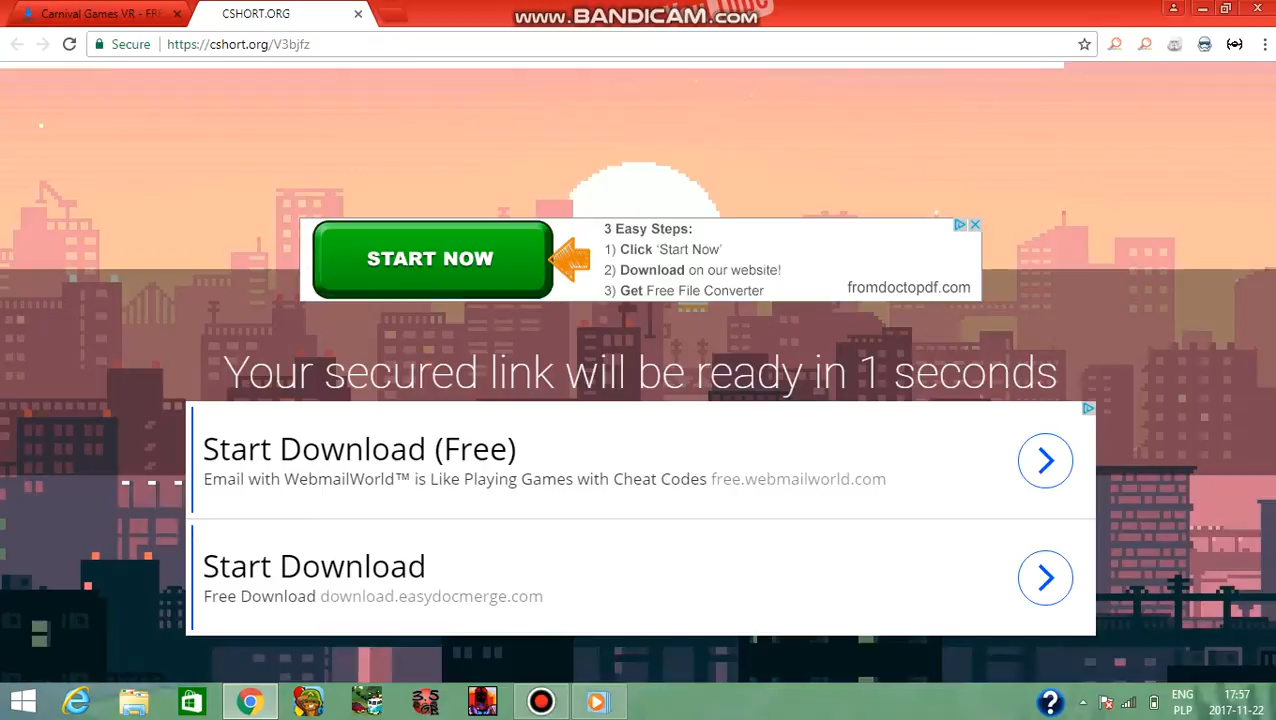 Carnival Games VR - FRE
CSHORT.ORG
www.BANDICAM.com
Secure
https://cshort.org/V3bjfz
START NOW
3 Easy Steps:
1) Click 'Start Now'
2) Download on our website!
3) Get Free File Converter
fromdoctopdf.com
Your secured link will be ready in 1 seconds
Start Download (Free)
Email with WebmailWorld™ is Like Playing Games with Cheat Codes free.webmailworld.com
Start Download
Free Download download.easydocmerge.com
ENG
17:57
PLP
2017-11-22